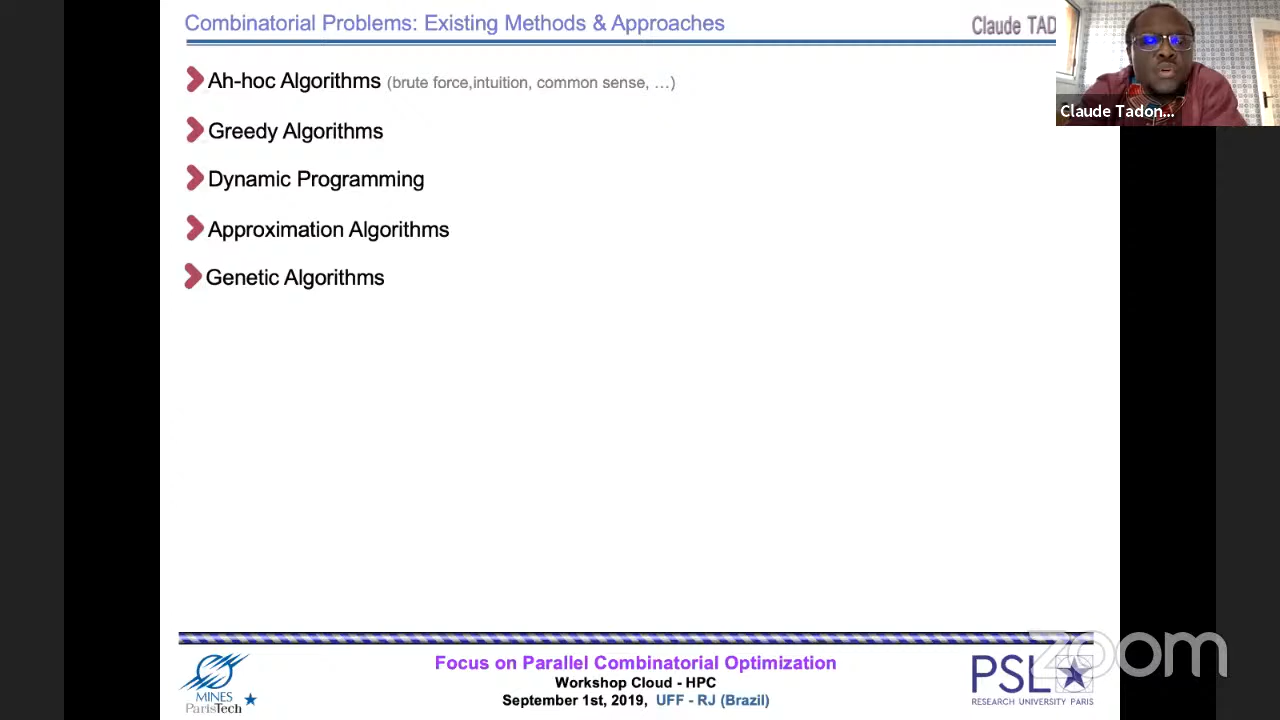 Combinatorial Problems: Existing Methods & Approaches
Claude TAD
Claude Tadon...
Ah-hoc Algorithms (brute force,intuition, common sense, ...)
Greedy Algorithms
Dynamic Programming
Approximation Algorithms
Genetic Algorithms
Focus on Parallel Combinatorial Optimization
Workshop Cloud - HPC
September 1st, 2019, UFF - RJ (Brazil)
MINES
ParisTech
PSL
RESEARCH UNIVERSITY PARIS
zoom